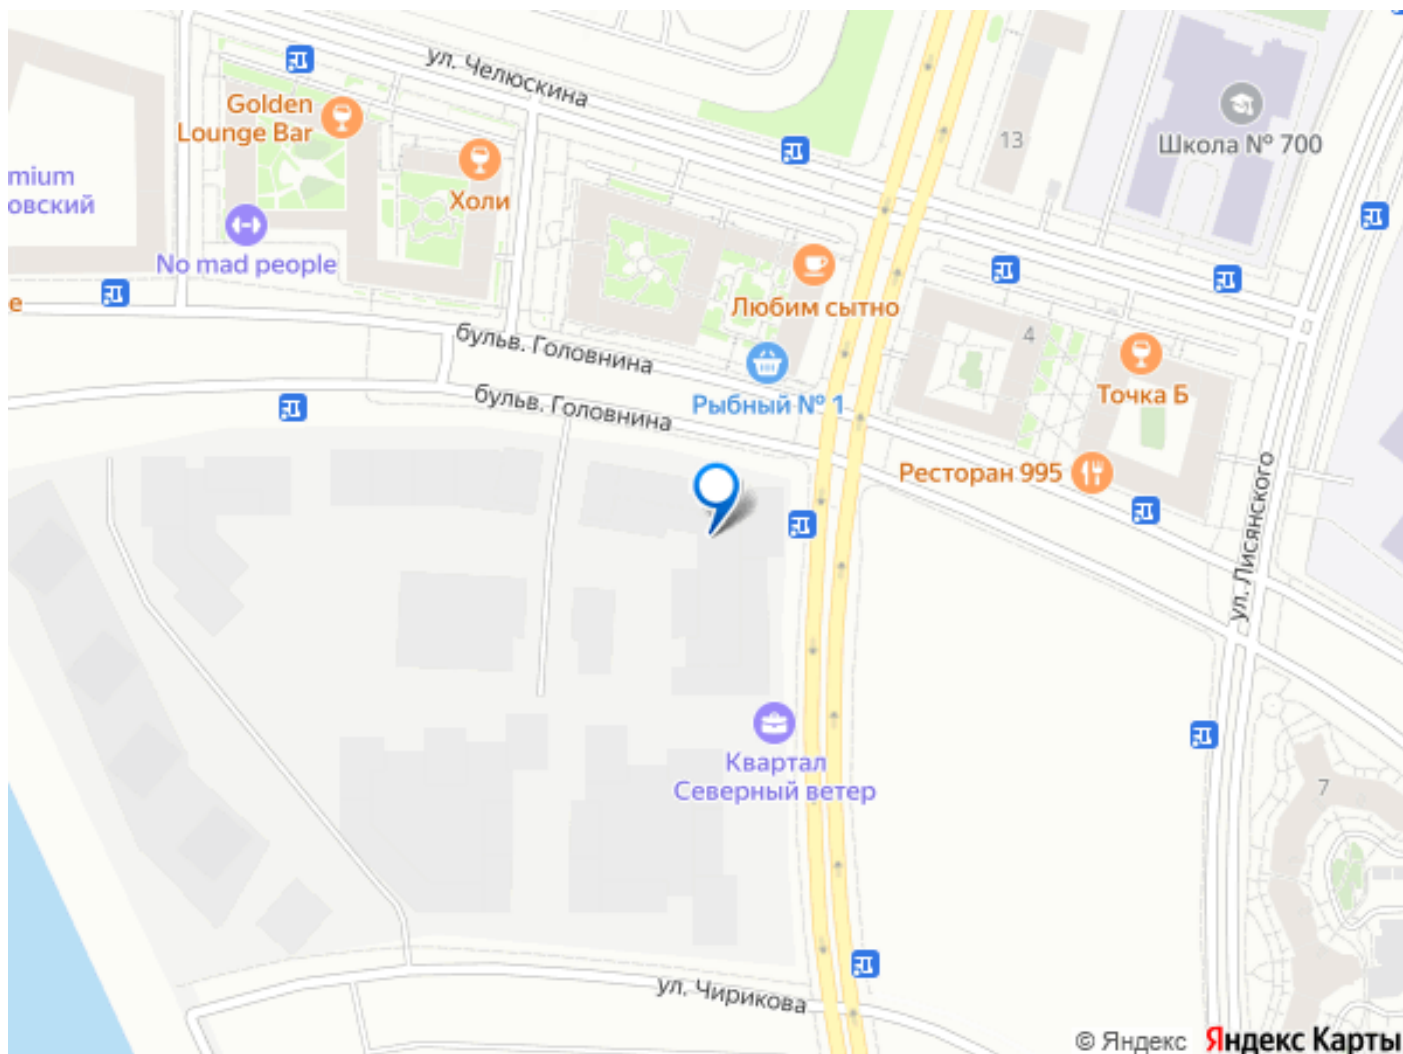 ул. Челюскина
Golden
Lounge Bar
Холи
13
Школа № 700
mium
овский
No mad people
е
Любим сытно
4
бульв. Головнина
Рыбный № 1
Точка Б
бульв. Головнина
Ресторан 995
ул. Лисянского
Квартал
Северный ветер
7
ул. Чирикова
© Яндекс
Яндекс Карты